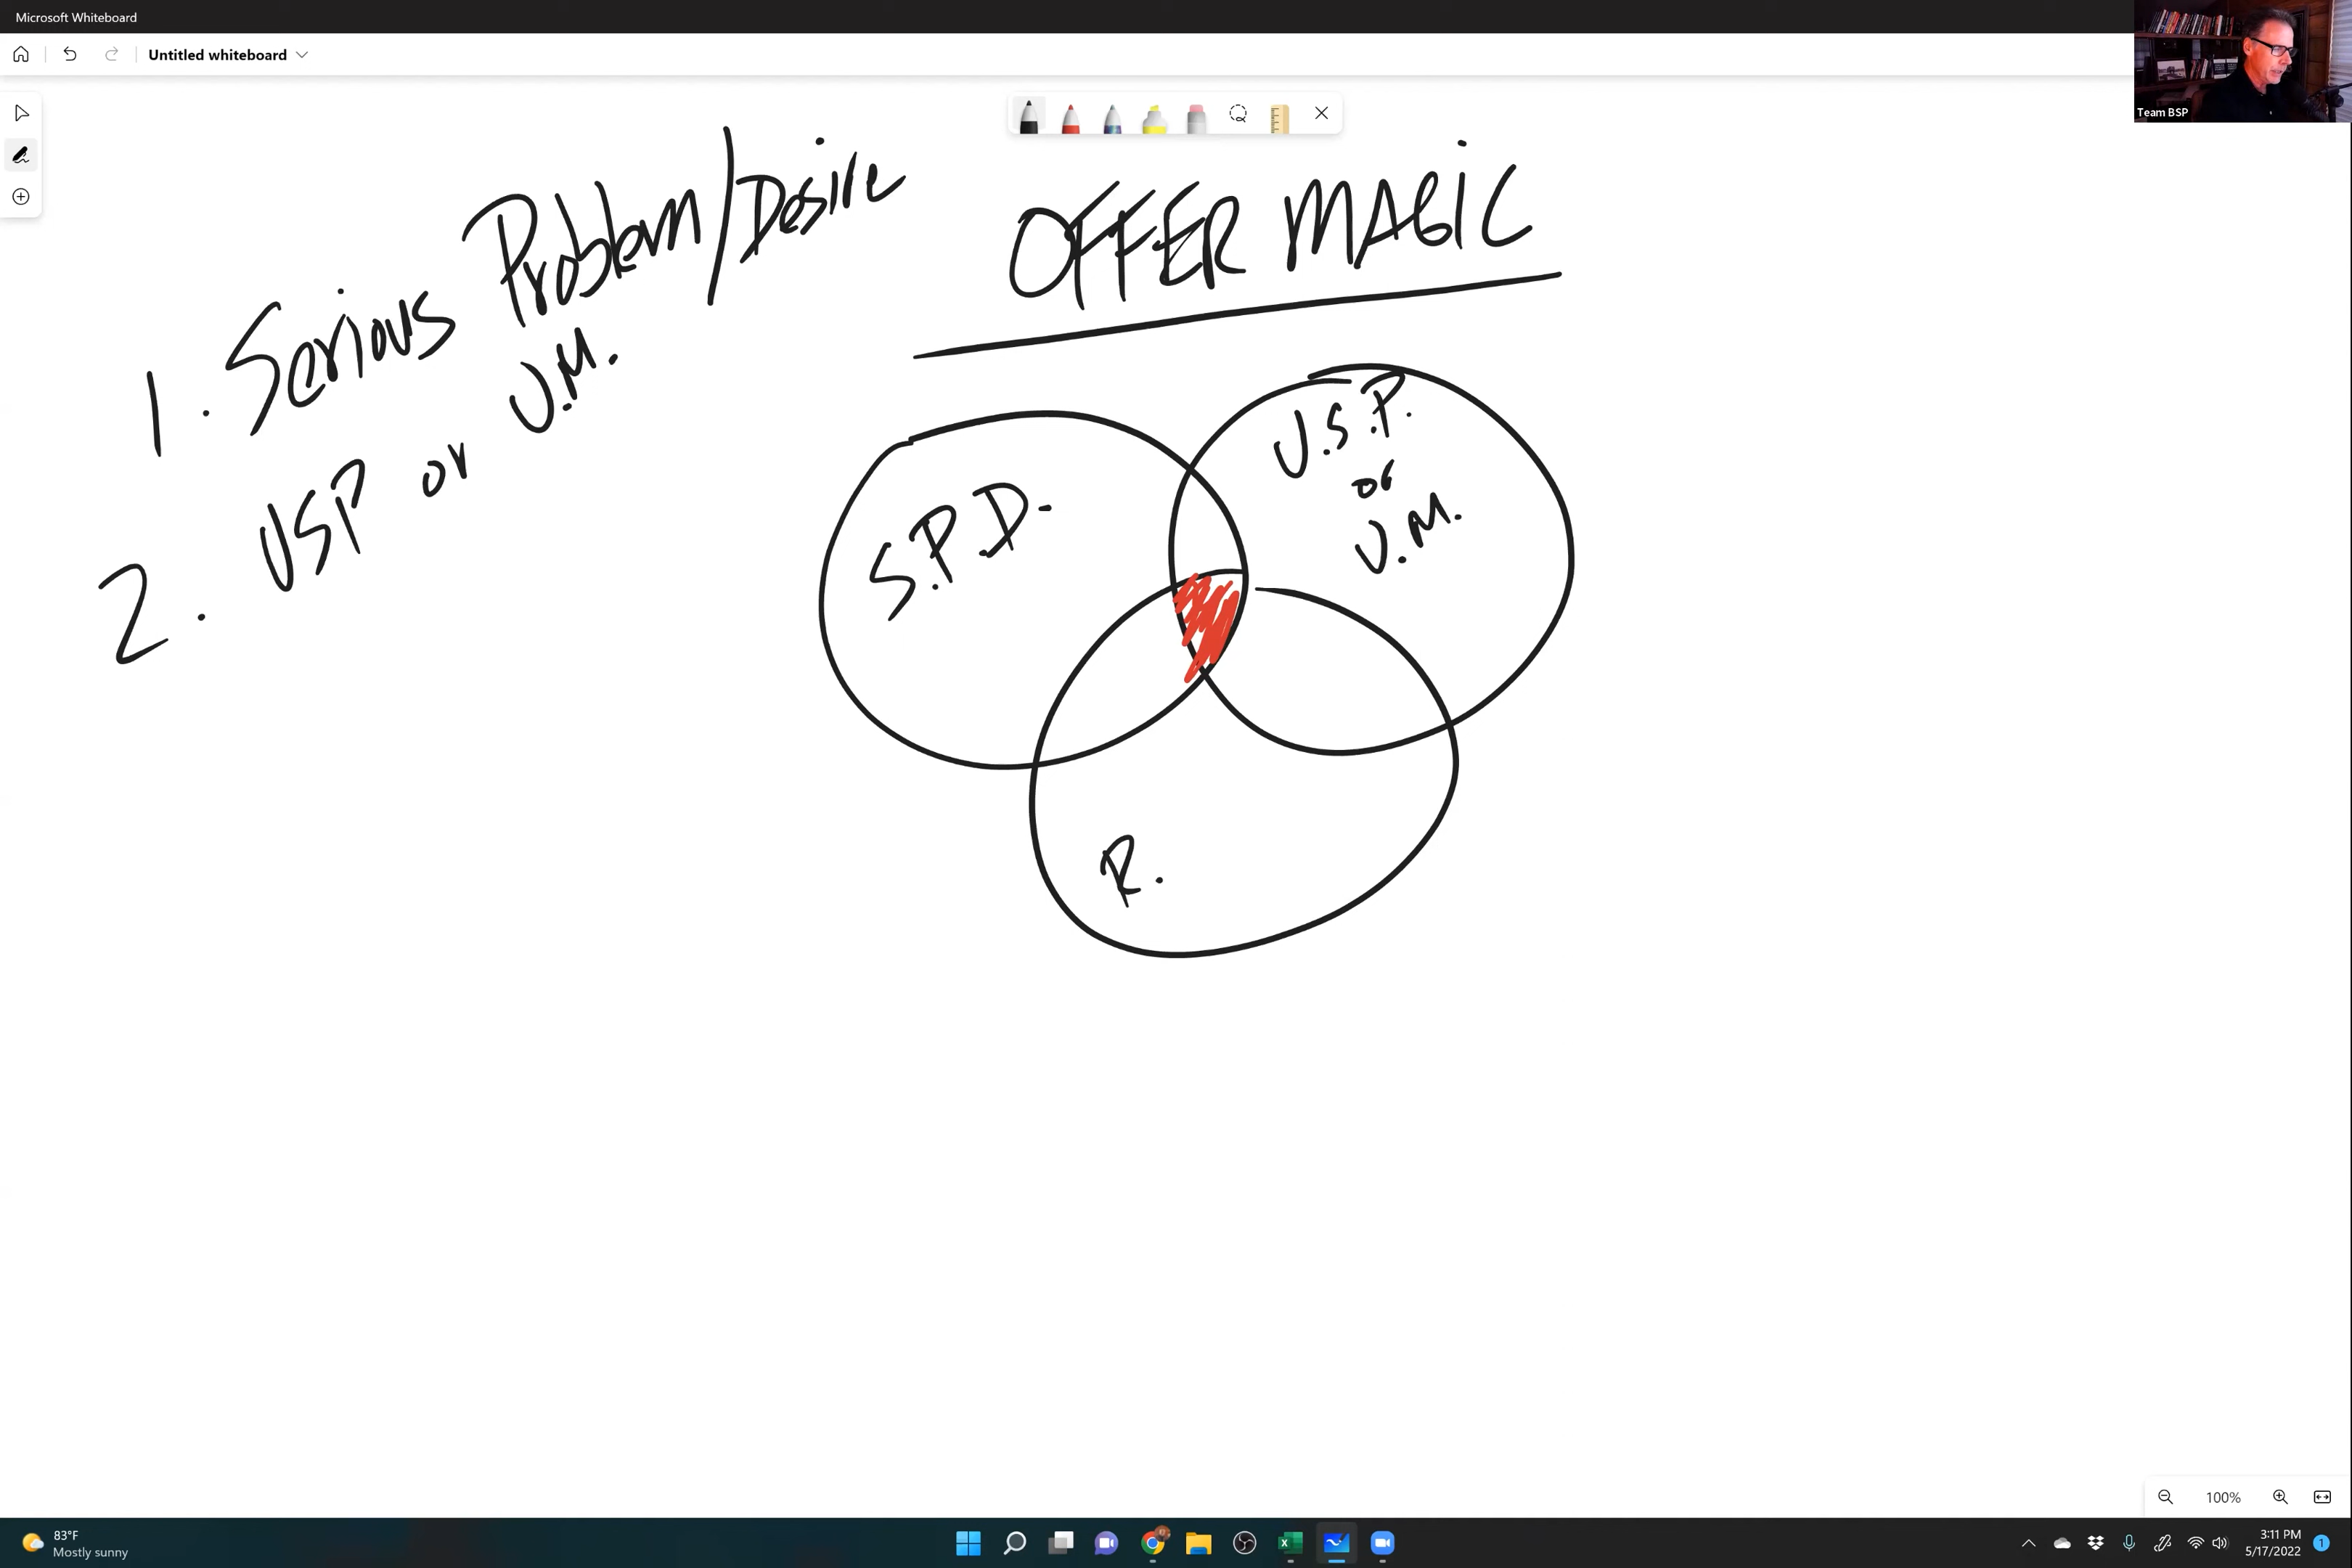 Microsoft Whiteboard
Untitled whiteboard
Team BSP
1. Serious Problem/Desire
2. USP or U.M.
OFFER MAGIC
S.P.D.
U.S.P.
or
U.M.
R.
100%
83°F
Mostly sunny
3:11 PM
5/17/2022
1